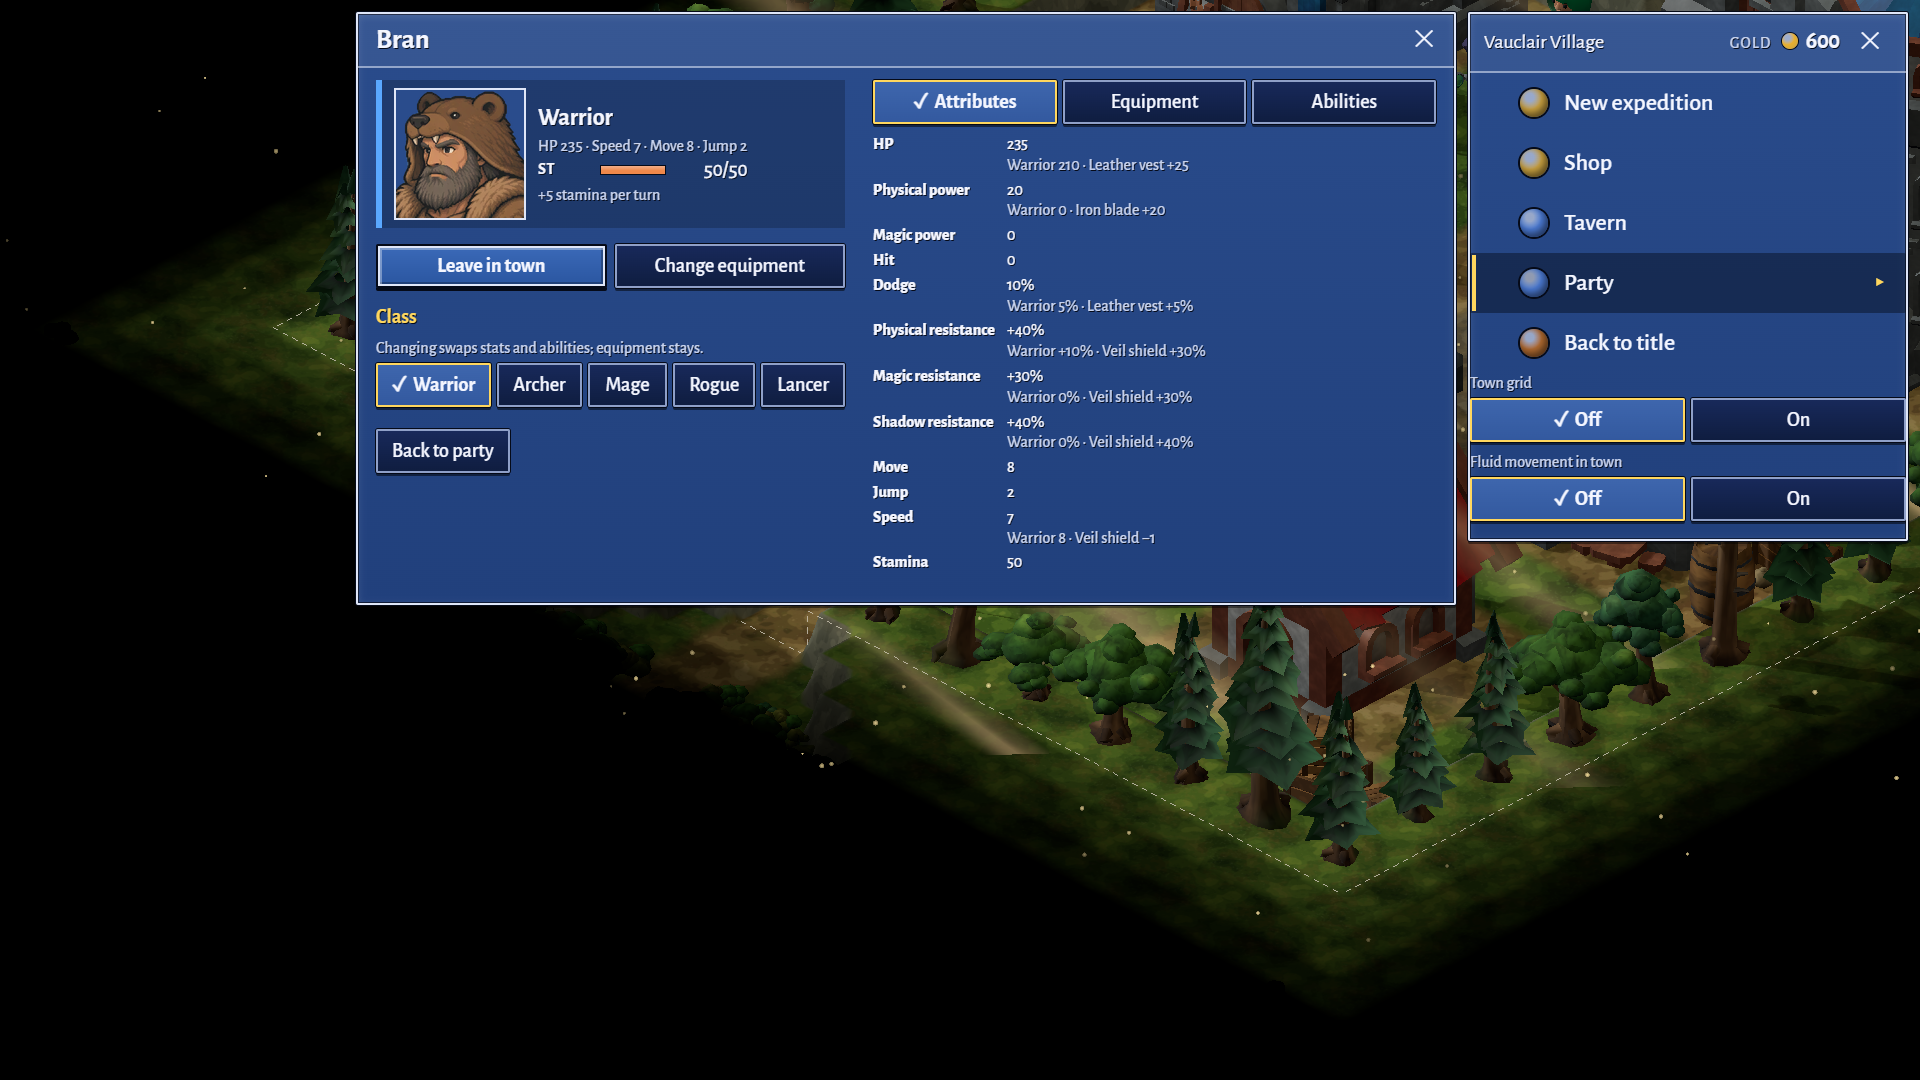 Bran
Warrior
HP 235 · Speed 7 · Move 8 · Jump 2
ST 50/50
+5 stamina per turn
Leave in town
Change equipment
Class
Changing swaps stats and abilities; equipment stays.
✓ Warrior
Archer
Mage
Rogue
Lancer
Back to party
✓ Attributes
Equipment
Abilities
HP 235
Warrior 210 · Leather vest +25
Physical power 20
Warrior 0 · Iron blade +20
Magic power 0
Hit 0
Dodge 10%
Warrior 5% · Leather vest +5%
Physical resistance +40%
Warrior +10% · Veil shield +30%
Magic resistance +30%
Warrior 0% · Veil shield +30%
Shadow resistance +40%
Warrior 0% · Veil shield +40%
Move 8
Jump 2
Speed 7
Warrior 8 · Veil shield −1
Stamina 50
Vauclair Village
GOLD 600
New expedition
Shop
Tavern
Party
Back to title
Town grid
✓ Off
On
Fluid movement in town
✓ Off
On